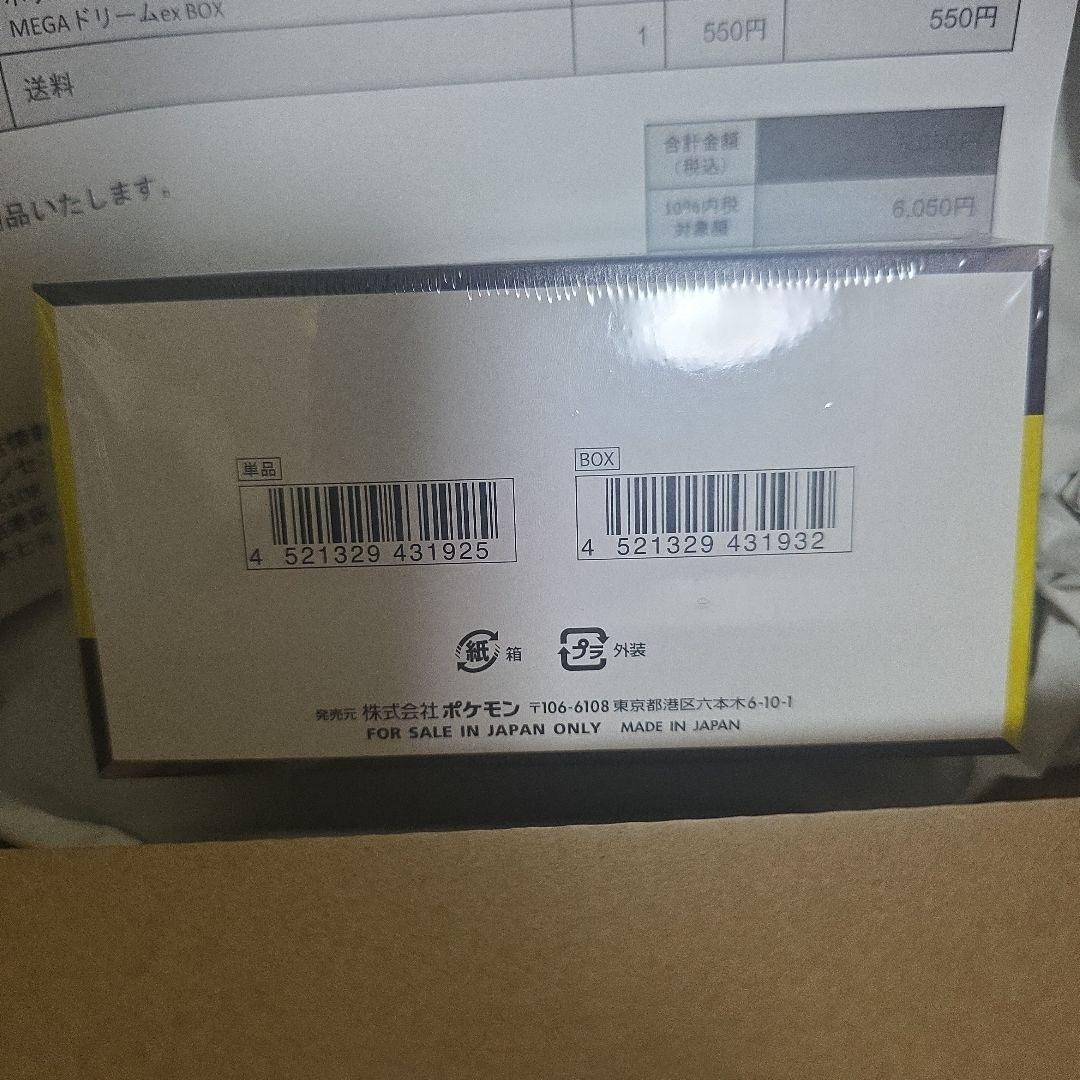 MEGAドリームex BOX
1 550円 550円
送料
合計金額
(税込)
品いたします。
10%内税 6,050円
対象額
単品
4 521329 431925
BOX
4 521329 431932
紙 箱
プラ 外装
発売元 株式会社ポケモン 〒106-6108 東京都港区六本木6-10-1
FOR SALE IN JAPAN ONLY MADE IN JAPAN